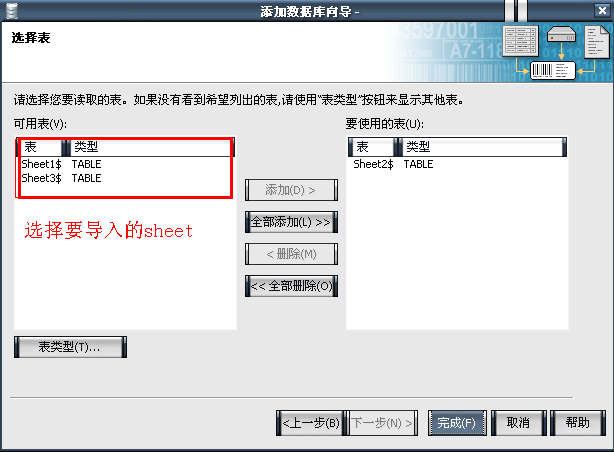 添加数据库向导 -
选择表
3597001
A7-118
请选择您要读取的表。如果没有看到希望列出的表,请使用“表类型”按钮来显示其他表。
可用表(V):
要使用的表(U):
表 类型
表 类型
Sheet1$ TABLE
Sheet2$ TABLE
Sheet3$ TABLE
添加(D) >
选择要导入的sheet
全部添加(L) >>
< 删除(M)
<< 全部删除(O)
表类型(T)...
<上一步(B)
下一步(N) >
完成(F)
取消
帮助